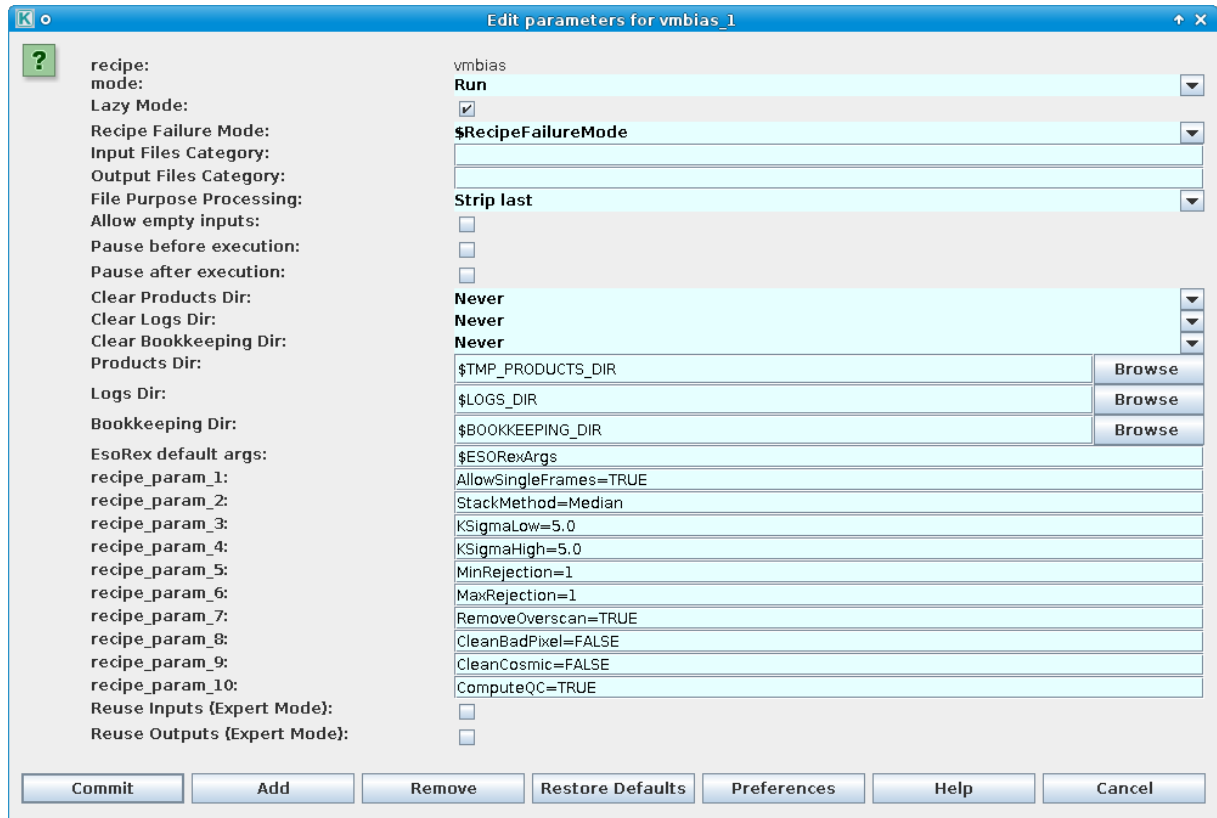 Edit parameters for vmbias_1
?
recipe: vmbias
mode: Run
Lazy Mode:
Recipe Failure Mode: $RecipeFailureMode
Input Files Category:
Output Files Category:
File Purpose Processing: Strip last
Allow empty inputs:
Pause before execution:
Pause after execution:
Clear Products Dir: Never
Clear Logs Dir: Never
Clear Bookkeeping Dir: Never
Products Dir: $TMP_PRODUCTS_DIR Browse
Logs Dir: $LOGS_DIR Browse
Bookkeeping Dir: $BOOKKEEPING_DIR Browse
EsoRex default args: $ESORexArgs
recipe_param_1: AllowSingleFrames=TRUE
recipe_param_2: StackMethod=Median
recipe_param_3: KSigmaLow=5.0
recipe_param_4: KSigmaHigh=5.0
recipe_param_5: MinRejection=1
recipe_param_6: MaxRejection=1
recipe_param_7: RemoveOverscan=TRUE
recipe_param_8: CleanBadPixel=FALSE
recipe_param_9: CleanCosmic=FALSE
recipe_param_10: ComputeQC=TRUE
Reuse Inputs (Expert Mode):
Reuse Outputs (Expert Mode):
Commit Add Remove Restore Defaults Preferences Help Cancel